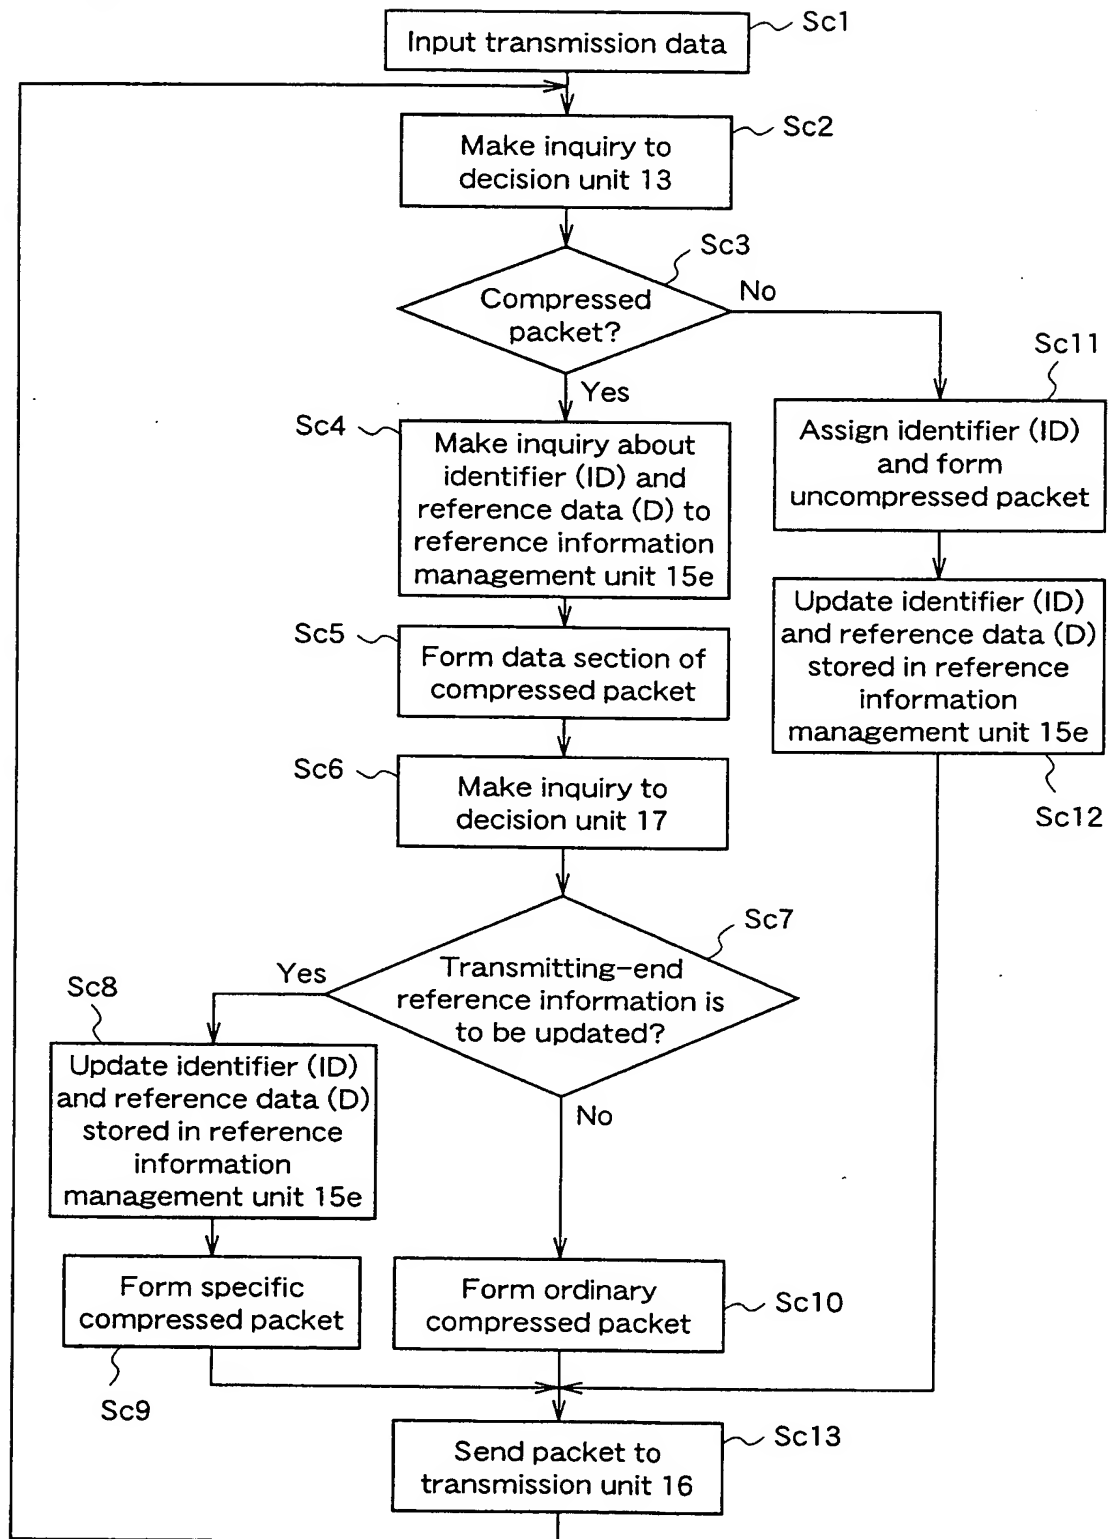 Sc1
Input transmission data
Sc2
Make inquiry to
decision unit 13
Sc3
Compressed
packet?
No
Yes
Sc11
Assign identifier (ID)
and form
uncompressed packet
Sc4
Make inquiry about
identifier (ID) and
reference data (D) to
reference information
management unit 15e
Sc12
Update identifier (ID)
and reference data (D)
stored in reference
information
management unit 15e
Sc5
Form data section of
compressed packet
Sc6
Make inquiry to
decision unit 17
Sc7
Transmitting-end
reference information is
to be updated?
Yes
No
Sc8
Update identifier (ID)
and reference data (D)
stored in reference
information
management unit 15e
Form specific
compressed packet
Sc9
Form ordinary
compressed packet
Sc10
Sc13
Send packet to
transmission unit 16